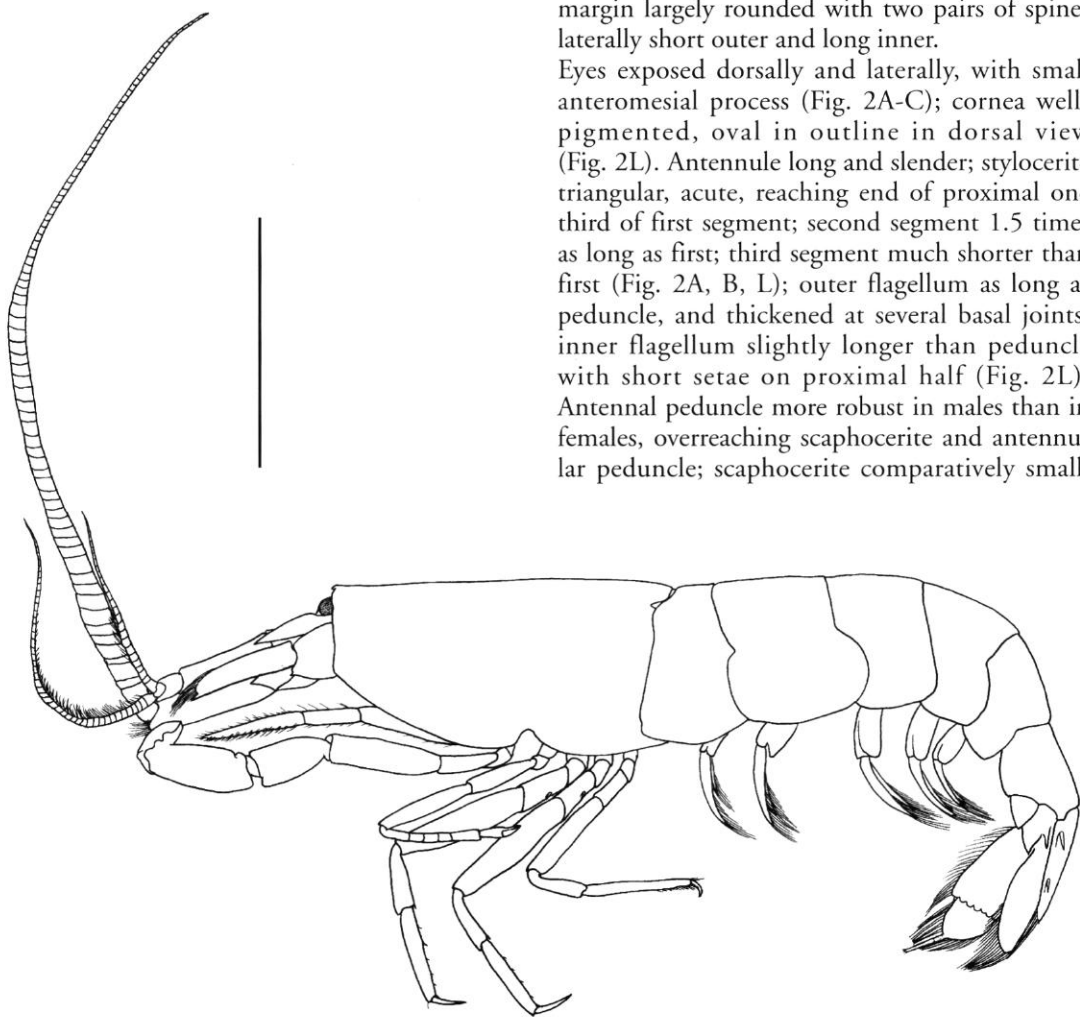 margin largely rounded with two pairs of spine
laterally short outer and long inner.
Eyes exposed dorsally and laterally, with smal
anteromesial process (Fig. 2A-C); cornea well
pigmented, oval in outline in dorsal view
(Fig. 2L). Antennule long and slender; stylocerit
triangular, acute, reaching end of proximal on
third of first segment; second segment 1.5 time
as long as first; third segment much shorter than
first (Fig. 2A, B, L); outer flagellum as long a
peduncle, and thickened at several basal joints
inner flagellum slightly longer than peduncl
with short setae on proximal half (Fig. 2L)
Antennal peduncle more robust in males than in
females, overreaching scaphocerite and antennu
lar peduncle; scaphocerite comparatively small